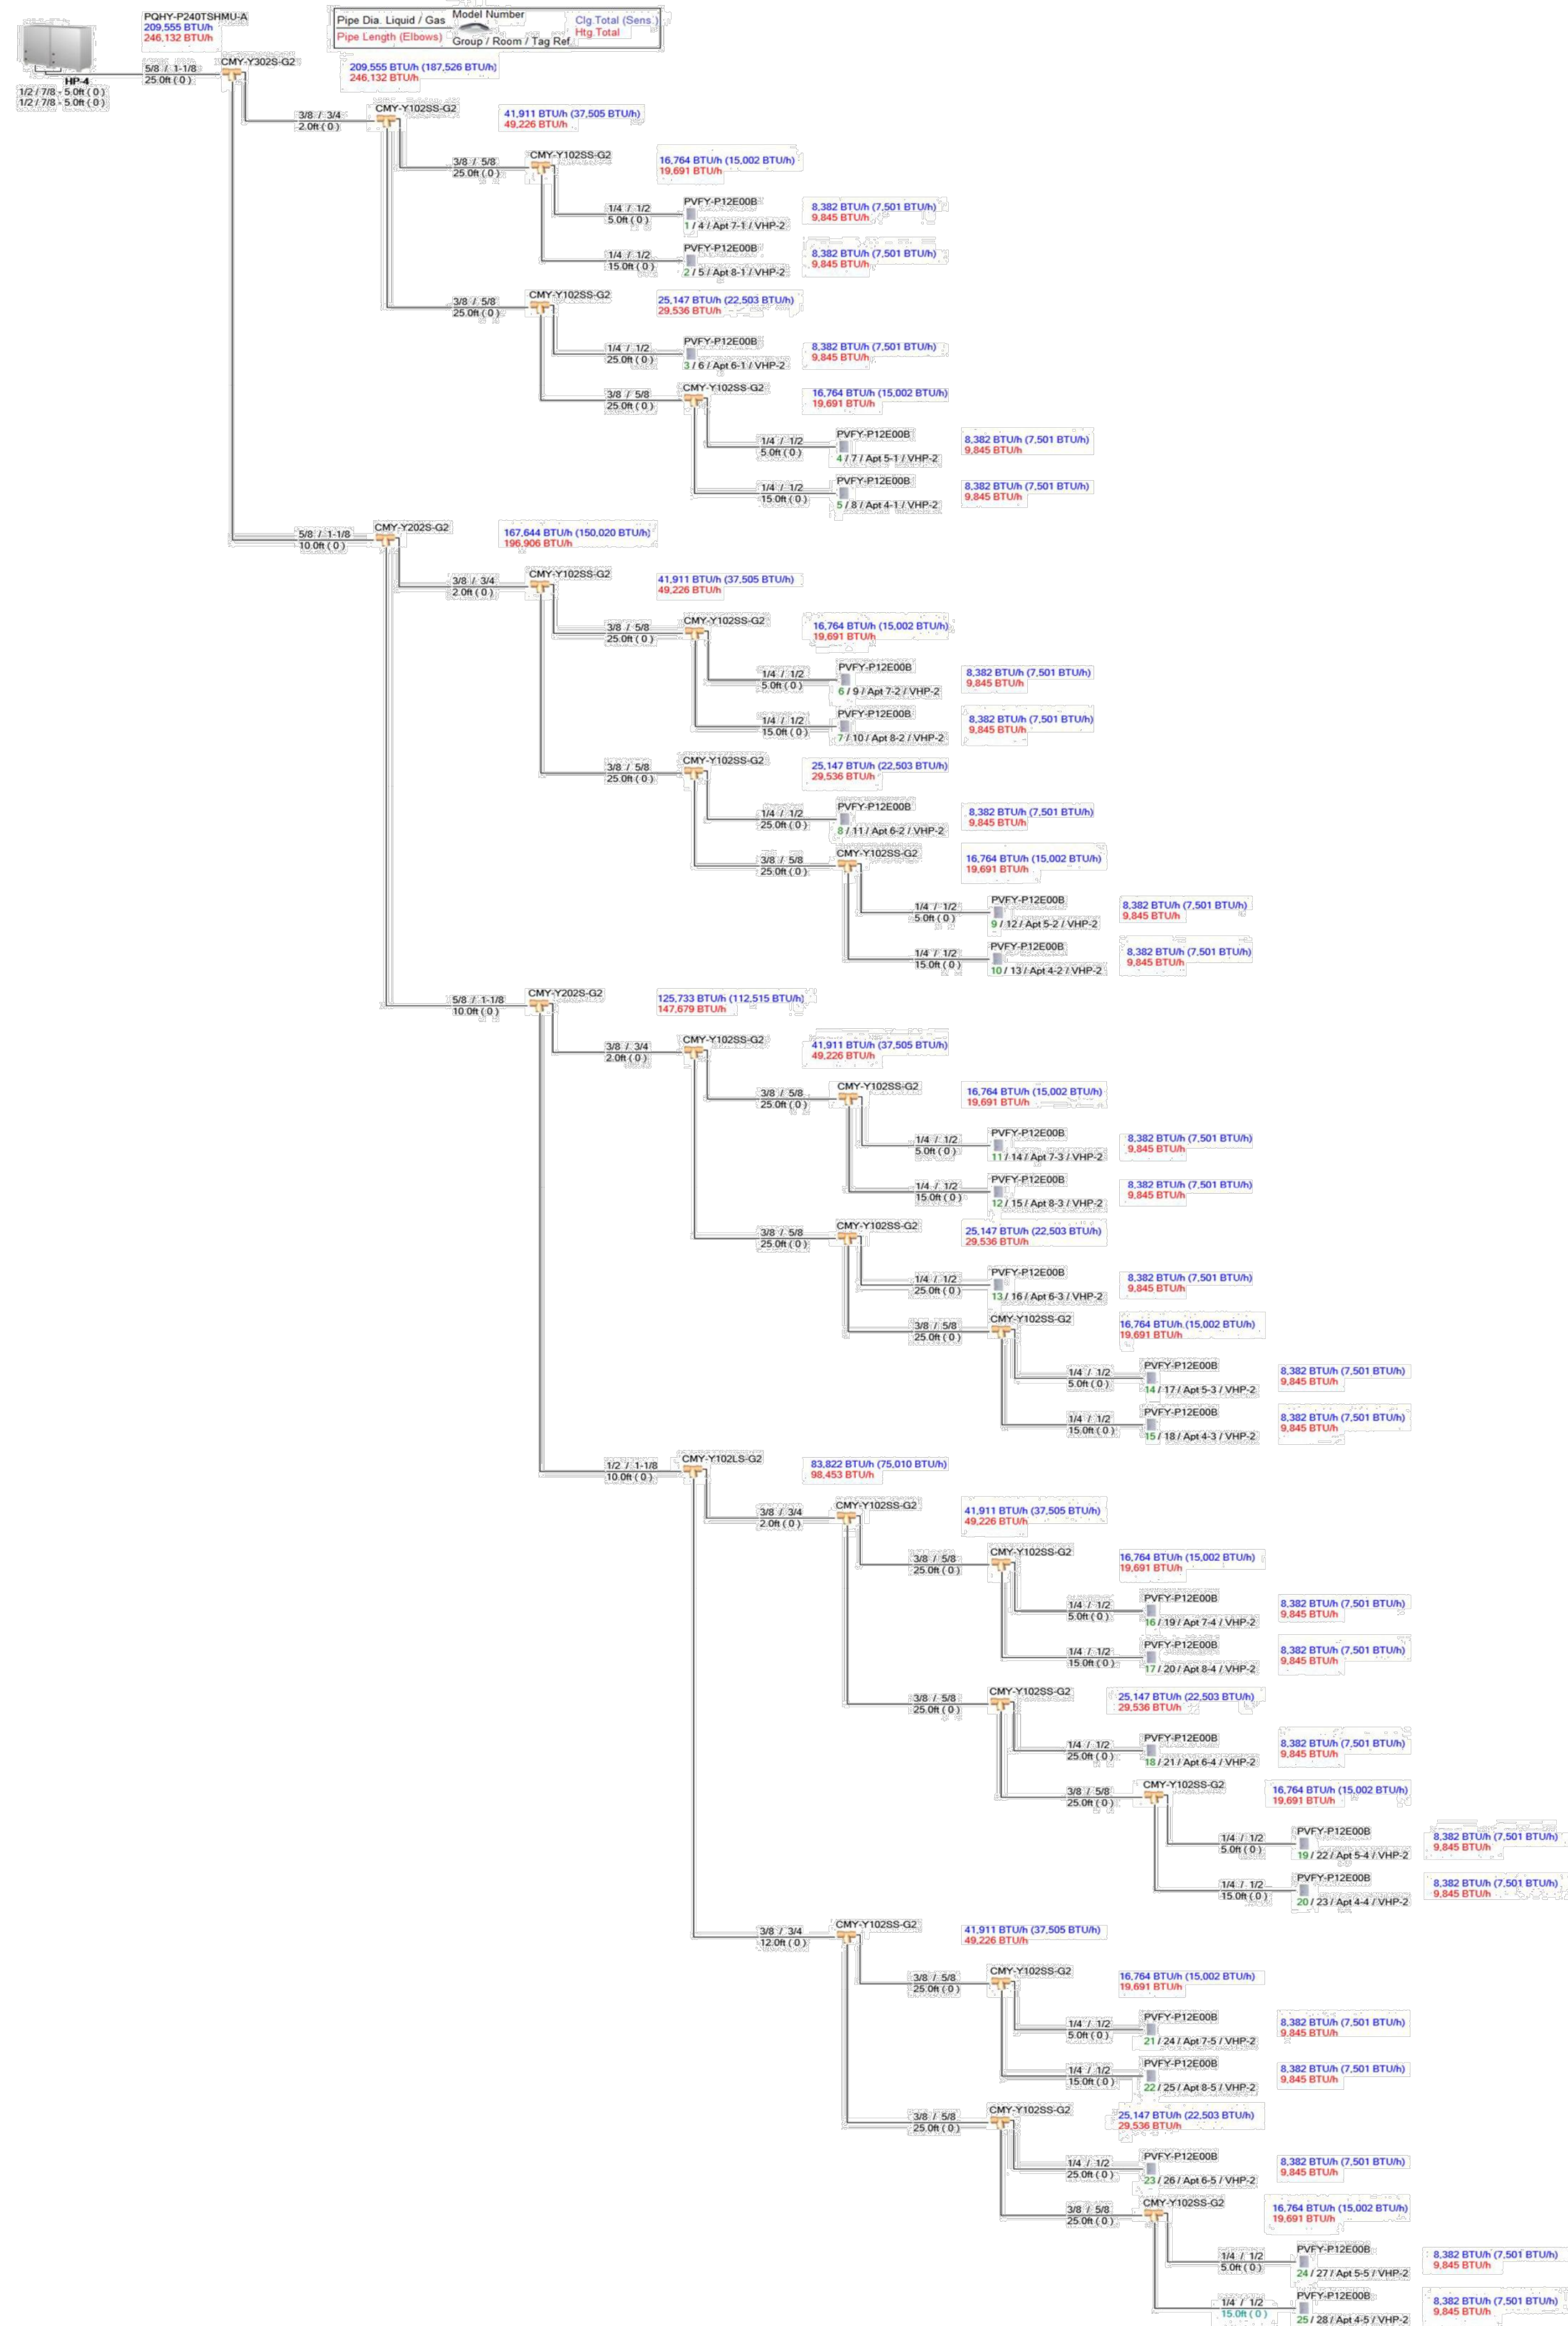 PQHY-P240TSHMU-A
209,555 BTU/h
246,132 BTU/h
Pipe Dia. Liquid / Gas Model Number Clg.Total (Sens.)
Pipe Length (Elbows) Group / Room / Tag Ref. Htg.Total
HP-4
1/2 / 7/8 - 5.0ft ( 0 )
1/2 / 7/8 - 5.0ft ( 0 )
5/8 / 1-1/8
25.0ft ( 0 )
CMY-Y302S-G2
209,555 BTU/h (187,526 BTU/h)
246,132 BTU/h
3/8 / 3/4
2.0ft ( 0 )
CMY-Y102SS-G2
41,911 BTU/h (37,505 BTU/h)
49,226 BTU/h
3/8 / 5/8
25.0ft ( 0 )
CMY-Y102SS-G2
16,764 BTU/h (15,002 BTU/h)
19,691 BTU/h
1/4 / 1/2
5.0ft ( 0 )
PVFY-P12E00B
1 / 4 / Apt 7-1 / VHP-2
8,382 BTU/h (7,501 BTU/h)
9,845 BTU/h
1/4 / 1/2
15.0ft ( 0 )
PVFY-P12E00B
2 / 5 / Apt 8-1 / VHP-2
8,382 BTU/h (7,501 BTU/h)
9,845 BTU/h
3/8 / 5/8
25.0ft ( 0 )
CMY-Y102SS-G2
25,147 BTU/h (22,503 BTU/h)
29,536 BTU/h
1/4 / 1/2
25.0ft ( 0 )
PVFY-P12E00B
3 / 6 / Apt 6-1 / VHP-2
8,382 BTU/h (7,501 BTU/h)
9,845 BTU/h
3/8 / 5/8
25.0ft ( 0 )
CMY-Y102SS-G2
16,764 BTU/h (15,002 BTU/h)
19,691 BTU/h
1/4 / 1/2
5.0ft ( 0 )
PVFY-P12E00B
4 / 7 / Apt 5-1 / VHP-2
8,382 BTU/h (7,501 BTU/h)
9,845 BTU/h
1/4 / 1/2
15.0ft ( 0 )
PVFY-P12E00B
5 / 8 / Apt 4-1 / VHP-2
8,382 BTU/h (7,501 BTU/h)
9,845 BTU/h
5/8 / 1-1/8
10.0ft ( 0 )
CMY-Y202S-G2
167,644 BTU/h (150,020 BTU/h)
196,906 BTU/h
3/8 / 3/4
2.0ft ( 0 )
CMY-Y102SS-G2
41,911 BTU/h (37,505 BTU/h)
49,226 BTU/h
3/8 / 5/8
25.0ft ( 0 )
CMY-Y102SS-G2
16,764 BTU/h (15,002 BTU/h)
19,691 BTU/h
1/4 / 1/2
5.0ft ( 0 )
PVFY-P12E00B
6 / 9 / Apt 7-2 / VHP-2
8,382 BTU/h (7,501 BTU/h)
9,845 BTU/h
1/4 / 1/2
15.0ft ( 0 )
PVFY-P12E00B
7 / 10 / Apt 8-2 / VHP-2
8,382 BTU/h (7,501 BTU/h)
9,845 BTU/h
3/8 / 5/8
25.0ft ( 0 )
CMY-Y102SS-G2
25,147 BTU/h (22,503 BTU/h)
29,536 BTU/h
1/4 / 1/2
25.0ft ( 0 )
PVFY-P12E00B
8 / 11 / Apt 6-2 / VHP-2
8,382 BTU/h (7,501 BTU/h)
9,845 BTU/h
3/8 / 5/8
25.0ft ( 0 )
CMY-Y102SS-G2
16,764 BTU/h (15,002 BTU/h)
19,691 BTU/h
1/4 / 1/2
5.0ft ( 0 )
PVFY-P12E00B
9 / 12 / Apt 5-2 / VHP-2
8,382 BTU/h (7,501 BTU/h)
9,845 BTU/h
1/4 / 1/2
15.0ft ( 0 )
PVFY-P12E00B
10 / 13 / Apt 4-2 / VHP-2
8,382 BTU/h (7,501 BTU/h)
9,845 BTU/h
5/8 / 1-1/8
10.0ft ( 0 )
CMY-Y202S-G2
125,733 BTU/h (112,515 BTU/h)
147,679 BTU/h
3/8 / 3/4
2.0ft ( 0 )
CMY-Y102SS-G2
41,911 BTU/h (37,505 BTU/h)
49,226 BTU/h
3/8 / 5/8
25.0ft ( 0 )
CMY-Y102SS-G2
16,764 BTU/h (15,002 BTU/h)
19,691 BTU/h
1/4 / 1/2
5.0ft ( 0 )
PVFY-P12E00B
11 / 14 / Apt 7-3 / VHP-2
8,382 BTU/h (7,501 BTU/h)
9,845 BTU/h
1/4 / 1/2
15.0ft ( 0 )
PVFY-P12E00B
12 / 15 / Apt 8-3 / VHP-2
8,382 BTU/h (7,501 BTU/h)
9,845 BTU/h
3/8 / 5/8
25.0ft ( 0 )
CMY-Y102SS-G2
25,147 BTU/h (22,503 BTU/h)
29,536 BTU/h
1/4 / 1/2
25.0ft ( 0 )
PVFY-P12E00B
13 / 16 / Apt 6-3 / VHP-2
8,382 BTU/h (7,501 BTU/h)
9,845 BTU/h
3/8 / 5/8
25.0ft ( 0 )
CMY-Y102SS-G2
16,764 BTU/h (15,002 BTU/h)
19,691 BTU/h
1/4 / 1/2
5.0ft ( 0 )
PVFY-P12E00B
14 / 17 / Apt 5-3 / VHP-2
8,382 BTU/h (7,501 BTU/h)
9,845 BTU/h
1/4 / 1/2
15.0ft ( 0 )
PVFY-P12E00B
15 / 18 / Apt 4-3 / VHP-2
8,382 BTU/h (7,501 BTU/h)
9,845 BTU/h
1/2 / 1-1/8
10.0ft ( 0 )
CMY-Y102LS-G2
83,822 BTU/h (75,010 BTU/h)
98,453 BTU/h
3/8 / 3/4
2.0ft ( 0 )
CMY-Y102SS-G2
41,911 BTU/h (37,505 BTU/h)
49,226 BTU/h
3/8 / 5/8
25.0ft ( 0 )
CMY-Y102SS-G2
16,764 BTU/h (15,002 BTU/h)
19,691 BTU/h
1/4 / 1/2
5.0ft ( 0 )
PVFY-P12E00B
16 / 19 / Apt 7-4 / VHP-2
8,382 BTU/h (7,501 BTU/h)
9,845 BTU/h
1/4 / 1/2
15.0ft ( 0 )
PVFY-P12E00B
17 / 20 / Apt 8-4 / VHP-2
8,382 BTU/h (7,501 BTU/h)
9,845 BTU/h
3/8 / 5/8
25.0ft ( 0 )
CMY-Y102SS-G2
25,147 BTU/h (22,503 BTU/h)
29,536 BTU/h
1/4 / 1/2
25.0ft ( 0 )
PVFY-P12E00B
18 / 21 / Apt 6-4 / VHP-2
8,382 BTU/h (7,501 BTU/h)
9,845 BTU/h
3/8 / 5/8
25.0ft ( 0 )
CMY-Y102SS-G2
16,764 BTU/h (15,002 BTU/h)
19,691 BTU/h
1/4 / 1/2
5.0ft ( 0 )
PVFY-P12E00B
19 / 22 / Apt 5-4 / VHP-2
8,382 BTU/h (7,501 BTU/h)
9,845 BTU/h
1/4 / 1/2
15.0ft ( 0 )
PVFY-P12E00B
20 / 23 / Apt 4-4 / VHP-2
8,382 BTU/h (7,501 BTU/h)
9,845 BTU/h
3/8 / 3/4
12.0ft ( 0 )
CMY-Y102SS-G2
41,911 BTU/h (37,505 BTU/h)
49,226 BTU/h
3/8 / 5/8
25.0ft ( 0 )
CMY-Y102SS-G2
16,764 BTU/h (15,002 BTU/h)
19,691 BTU/h
1/4 / 1/2
5.0ft ( 0 )
PVFY-P12E00B
21 / 24 / Apt 7-5 / VHP-2
8,382 BTU/h (7,501 BTU/h)
9,845 BTU/h
1/4 / 1/2
15.0ft ( 0 )
PVFY-P12E00B
22 / 25 / Apt 8-5 / VHP-2
8,382 BTU/h (7,501 BTU/h)
9,845 BTU/h
3/8 / 5/8
25.0ft ( 0 )
CMY-Y102SS-G2
25,147 BTU/h (22,503 BTU/h)
29,536 BTU/h
1/4 / 1/2
25.0ft ( 0 )
PVFY-P12E00B
23 / 26 / Apt 6-5 / VHP-2
8,382 BTU/h (7,501 BTU/h)
9,845 BTU/h
3/8 / 5/8
25.0ft ( 0 )
CMY-Y102SS-G2
16,764 BTU/h (15,002 BTU/h)
19,691 BTU/h
1/4 / 1/2
5.0ft ( 0 )
PVFY-P12E00B
24 / 27 / Apt 5-5 / VHP-2
8,382 BTU/h (7,501 BTU/h)
9,845 BTU/h
1/4 / 1/2
15.0ft ( 0 )
PVFY-P12E00B
25 / 28 / Apt 4-5 / VHP-2
8,382 BTU/h (7,501 BTU/h)
9,845 BTU/h